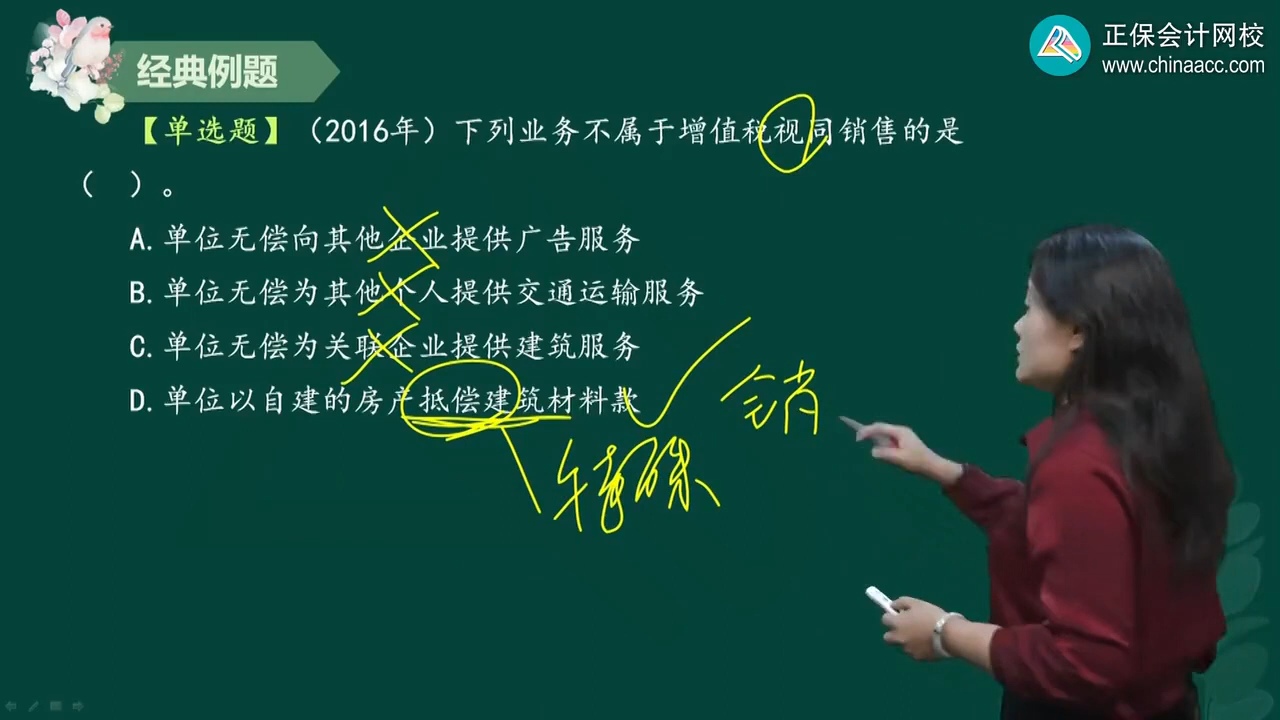 正保会计网校
www.chinaacc.com
经典例题
【单选题】（2016年）下列业务不属于增值税视同销售的是
（ ）。
A. 单位无偿向其他企业提供广告服务
B. 单位无偿为其他个人提供交通运输服务
C. 单位无偿为关联企业提供建筑服务
D. 单位以自建的房产抵偿建筑材料款
特殊